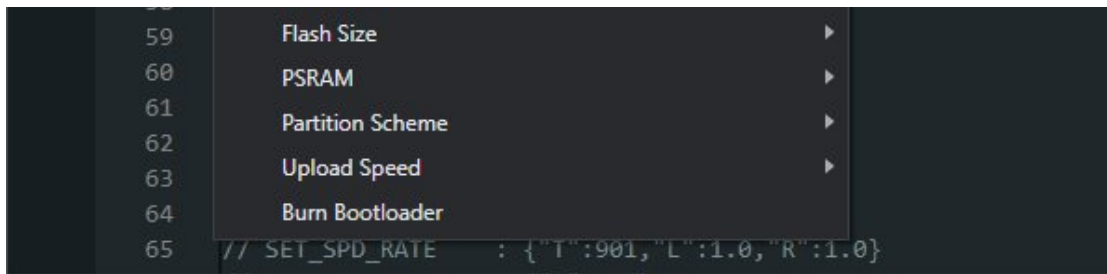 59 Flash Size
60 PSRAM
61 Partition Scheme
62
63 Upload Speed
64 Burn Bootloader
65 // SET_SPD_RATE    : {"T":901,"L":1.0,"R":1.0}